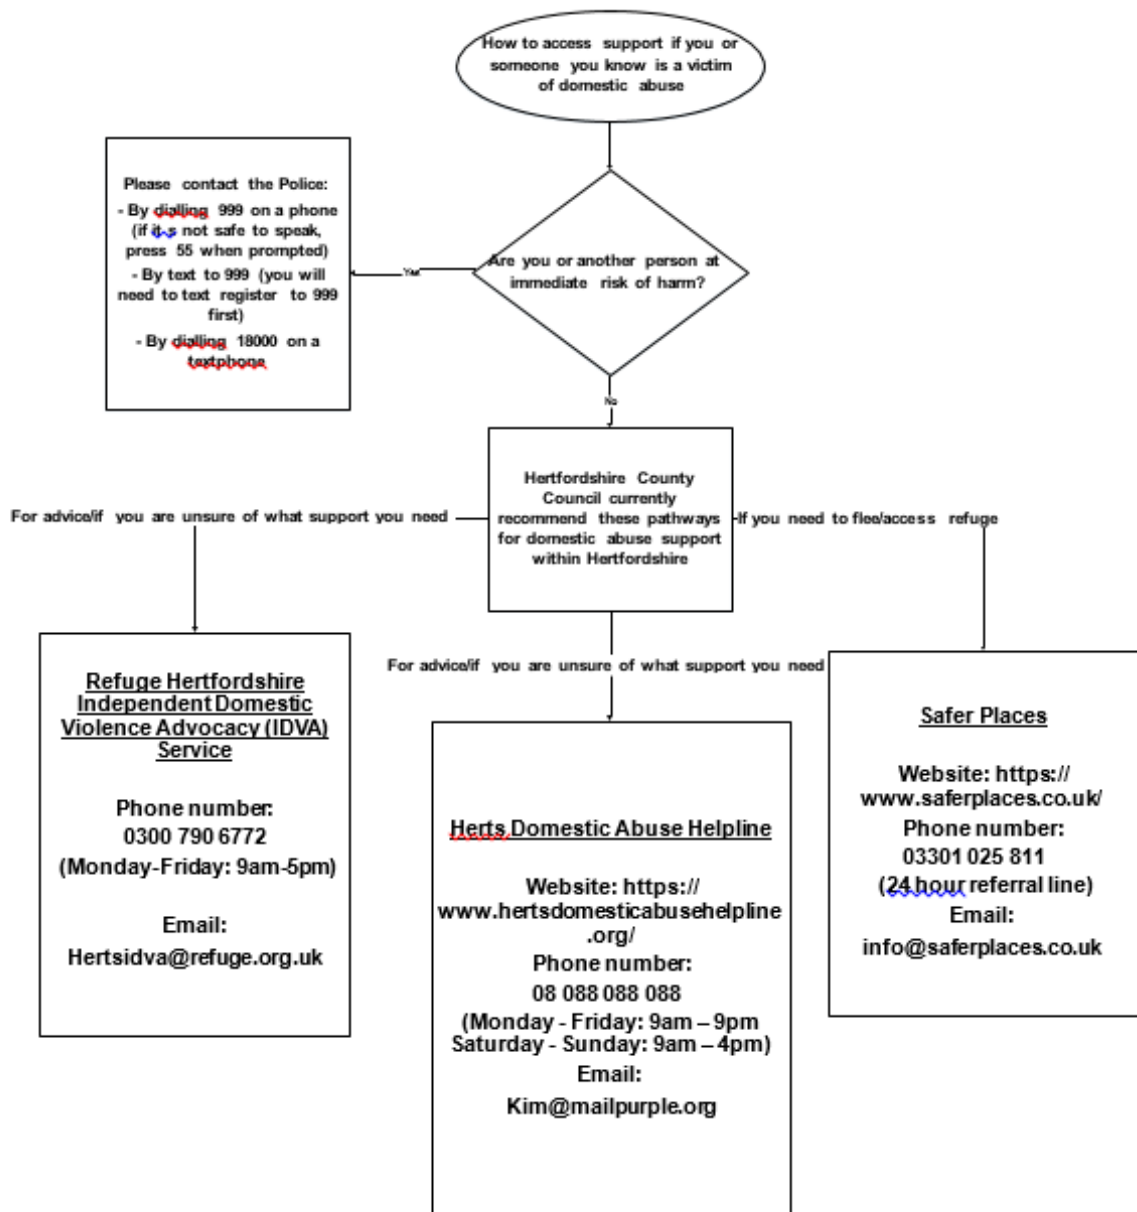 How to access support if you or
someone you know is a victim
of domestic abuse
Please contact the Police:
- By dialling 999 on a phone
(if it-s not safe to speak,
press 55 when prompted)
- By text to 999 (you will
need to text register to 999
first)
- By dialling 18000 on a
textphone
Yes
Are you or another person at
immediate risk of harm?
No
Hertfordshire County
Council currently
recommend these pathways
for domestic abuse support
within Hertfordshire
For advice/if you are unsure of what support you need
If you need to flee/access refuge
For advice/if you are unsure of what support you need
Refuge Hertfordshire
Independent Domestic
Violence Advocacy (IDVA)
Service
Phone number:
0300 790 6772
(Monday-Friday: 9am-5pm)
Email:
Hertsidva@refuge.org.uk
Herts Domestic Abuse Helpline
Website: https://
www.hertsdomesticabusehelpline
.org/
Phone number:
08 088 088 088
(Monday - Friday: 9am – 9pm
Saturday - Sunday: 9am – 4pm)
Email:
Kim@mailpurple.org
Safer Places
Website: https://
www.saferplaces.co.uk/
Phone number:
03301 025 811
(24 hour referral line)
Email:
info@saferplaces.co.uk